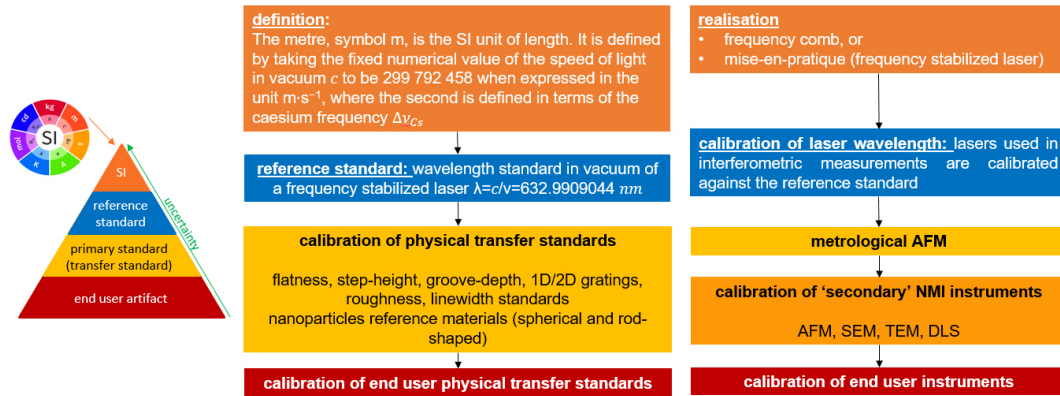 kg
m
s
A
K
mol
cd
SI
SI
reference
standard
primary standard
(transfer standard)
end user artifact
uncertainty
definition:
The metre, symbol m, is the SI unit of length. It is defined
by taking the fixed numerical value of the speed of light
in vacuum c to be 299 792 458 when expressed in the
unit m·s⁻¹, where the second is defined in terms of the
caesium frequency Δν_Cs
reference standard: wavelength standard in vacuum of
a frequency stabilized laser λ=c/ν=632.9909044 nm
calibration of physical transfer standards
flatness, step-height, groove-depth, 1D/2D gratings,
roughness, linewidth standards
nanoparticles reference materials (spherical and rod-
shaped)
calibration of end user physical transfer standards
realisation
• frequency comb, or
• mise-en-pratique (frequency stabilized laser)
calibration of laser wavelength: lasers used in
interferometric measurements are calibrated
against the reference standard
metrological AFM
calibration of ‘secondary’ NMI instruments
AFM, SEM, TEM, DLS
calibration of end user instruments